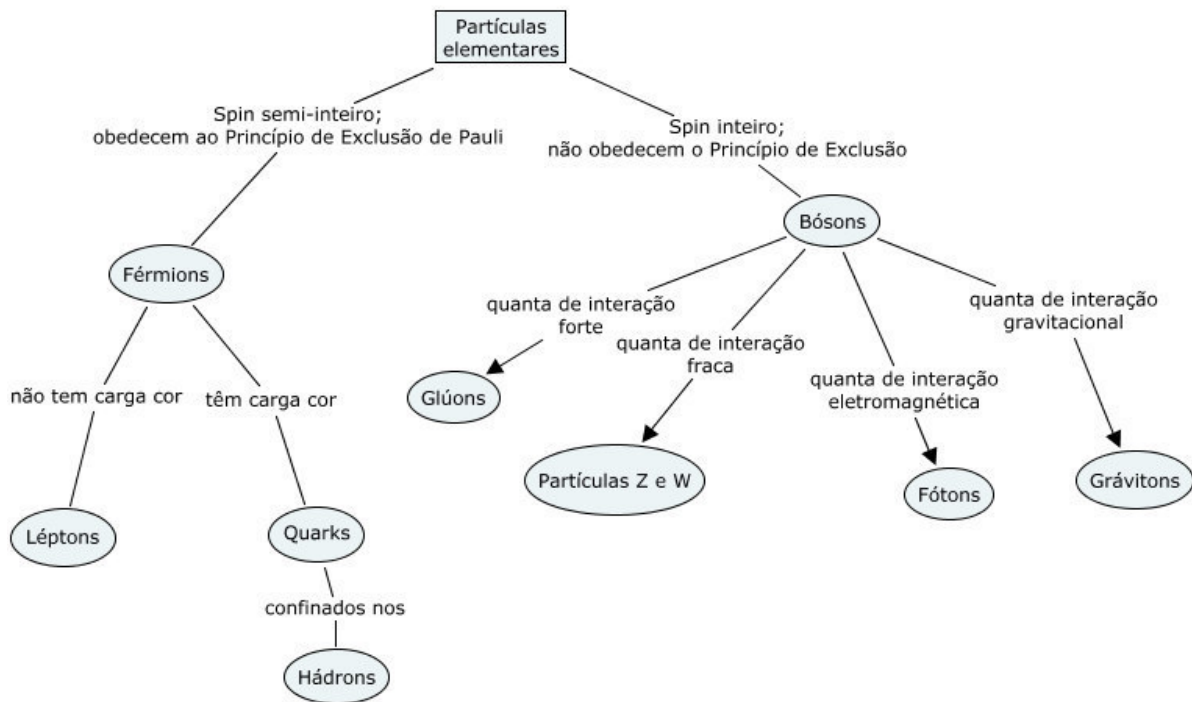 Partículas
elementares
Spin semi-inteiro;
obedecem ao Princípio de Exclusão de Pauli
Spin inteiro;
não obedecem o Princípio de Exclusão
Bósons
Férmions
quanta de interação
forte
quanta de interação
fraca
quanta de interação
eletromagnética
quanta de interação
gravitacional
não tem carga cor
têm carga cor
Glúons
Partículas Z e W
Fótons
Grávitons
Léptons
Quarks
confinados nos
Hádrons